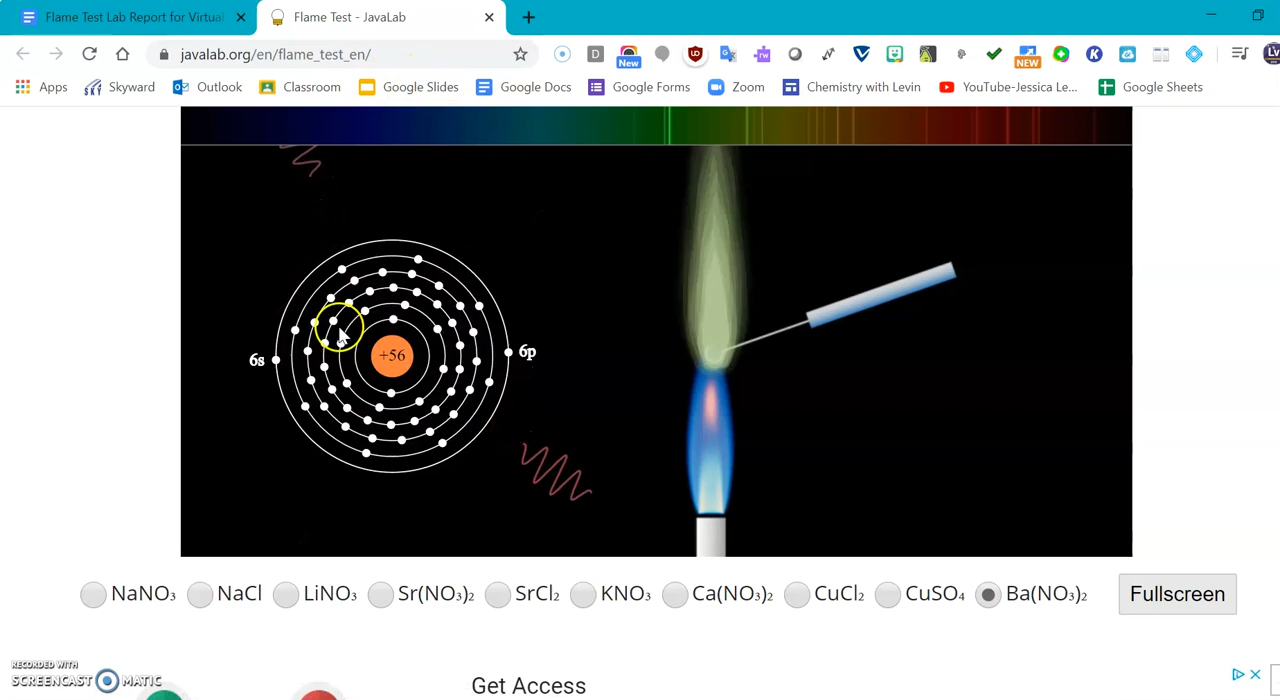 Flame Test Lab Report for Virtual
Flame Test - JavaLab
javalab.org/en/flame_test_en/
New
NEW
Apps Skyward Outlook Classroom Google Slides Google Docs Google Forms Zoom Chemistry with Levin YouTube-Jessica Le... Google Sheets
6s
+56
6p
NaNO₃ NaCl LiNO₃ Sr(NO₃)₂ SrCl₂ KNO₃ Ca(NO₃)₂ CuCl₂ CuSO₄ Ba(NO₃)₂ Fullscreen
RECORDED WITH
SCREENCAST MATIC
Get Access